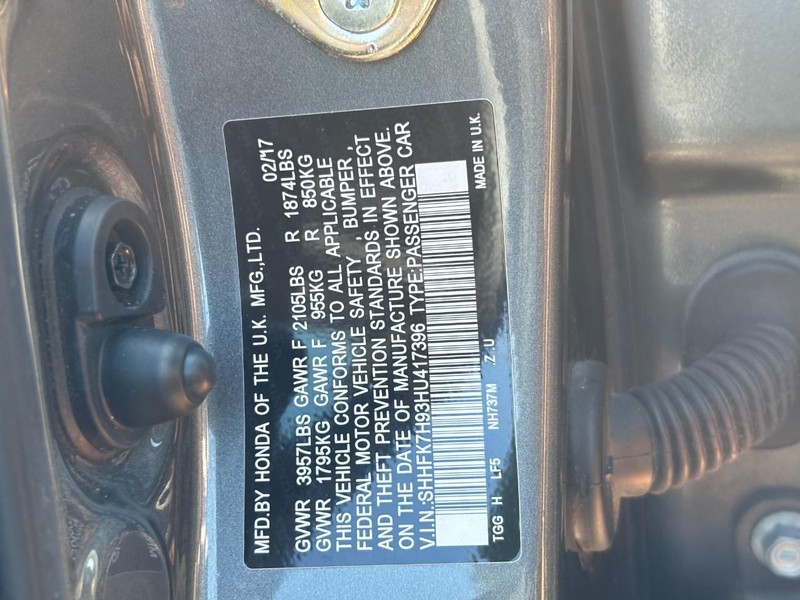 MFD.BY HONDA OF THE U.K. MFG.,LTD. 02/17
GVWR 3957LBS GAWR F 2105LBS R 1874LBS
GVWR 1795KG GAWR F 955KG R 850KG
THIS VEHICLE CONFORMS TO ALL APPLICABLE
FEDERAL MOTOR VEHICLE SAFETY , BUMPER ,
AND THEFT PREVENTION STANDARDS IN EFFECT
ON THE DATE OF MANUFACTURE SHOWN ABOVE.
V.I.N.:SHHFK7H93HU417396 TYPE:PASSENGER CAR
TGG H LF5 NH737M .Z .U MADE IN U.K.